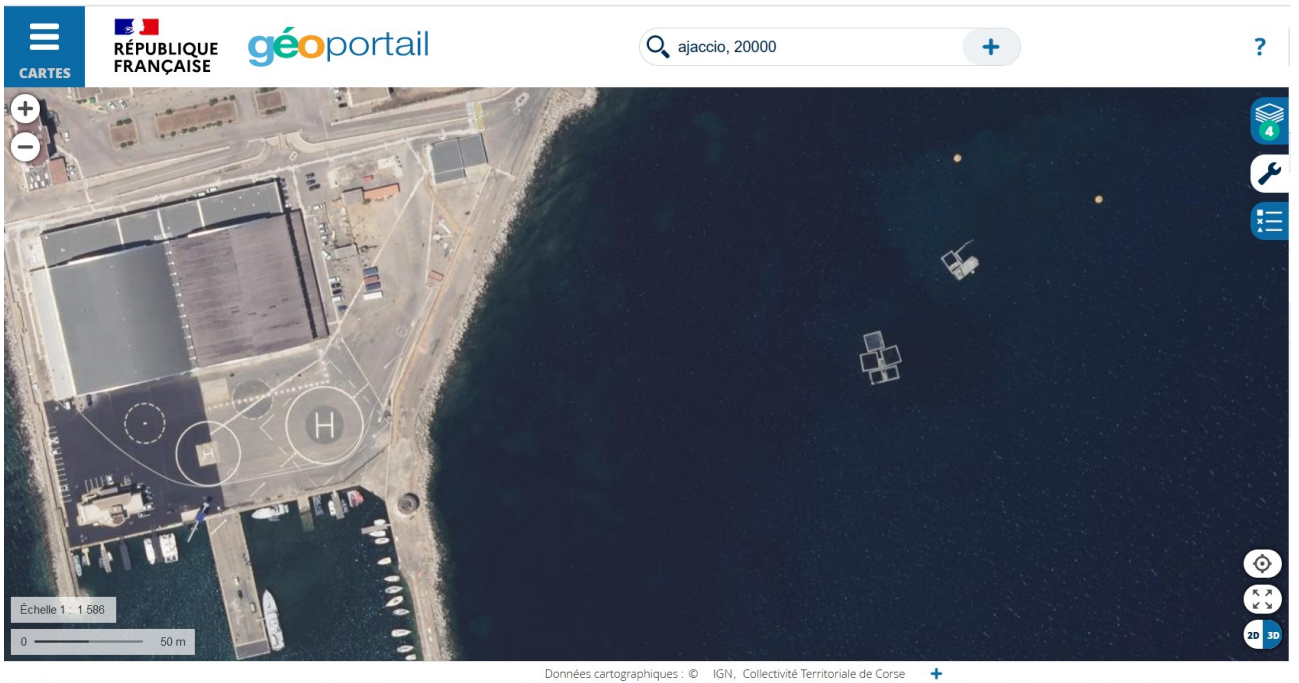 CARTES
RÉPUBLIQUE
FRANÇAISE
géoportail
ajaccio, 20000
+
?
+
−
4
H
H
Échelle 1 : 1 586
0 50 m
2D 3D
Données cartographiques : © IGN, Collectivité Territoriale de Corse +